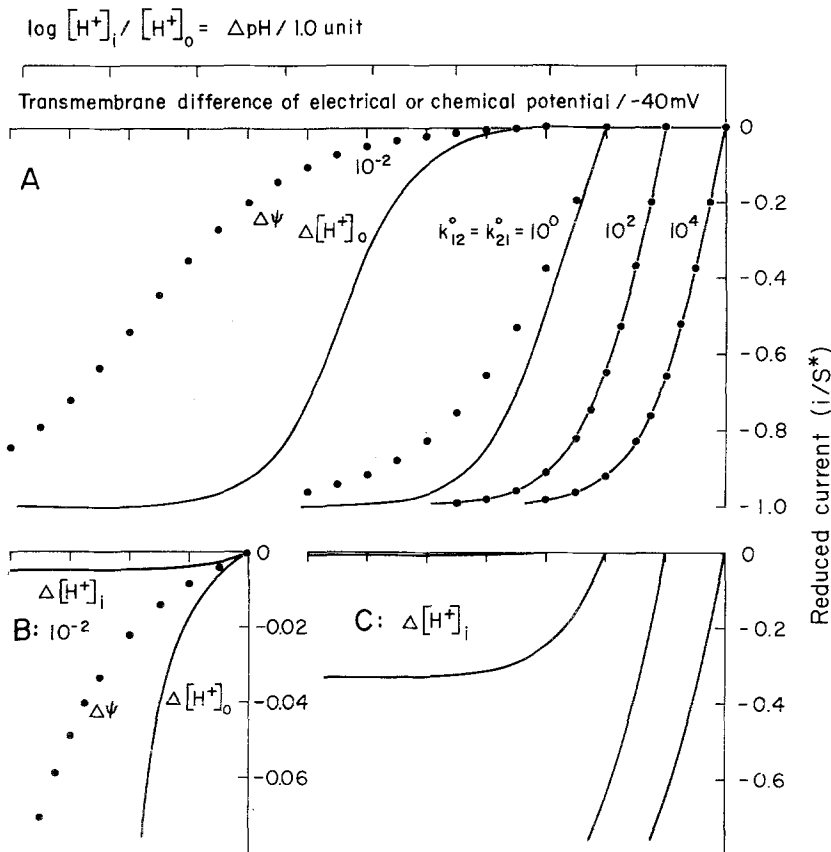 log [H⁺]ᵢ / [H⁺]ₒ = ΔpH / 1.0 unit
Transmembrane difference of electrical or chemical potential / -40mV
A
0
10⁻²
Δψ
Δ[H⁺]ₒ
k°₁₂ = k°₂₁ = 10⁰
10²
10⁴
-0.2
-0.4
-0.6
-0.8
-1.0
Reduced current (i/S*)
0
Δ[H⁺]ᵢ
B: 10⁻²
Δψ
Δ[H⁺]ₒ
-0.02
-0.04
-0.06
C: Δ[H⁺]ᵢ
0
-0.2
-0.4
-0.6